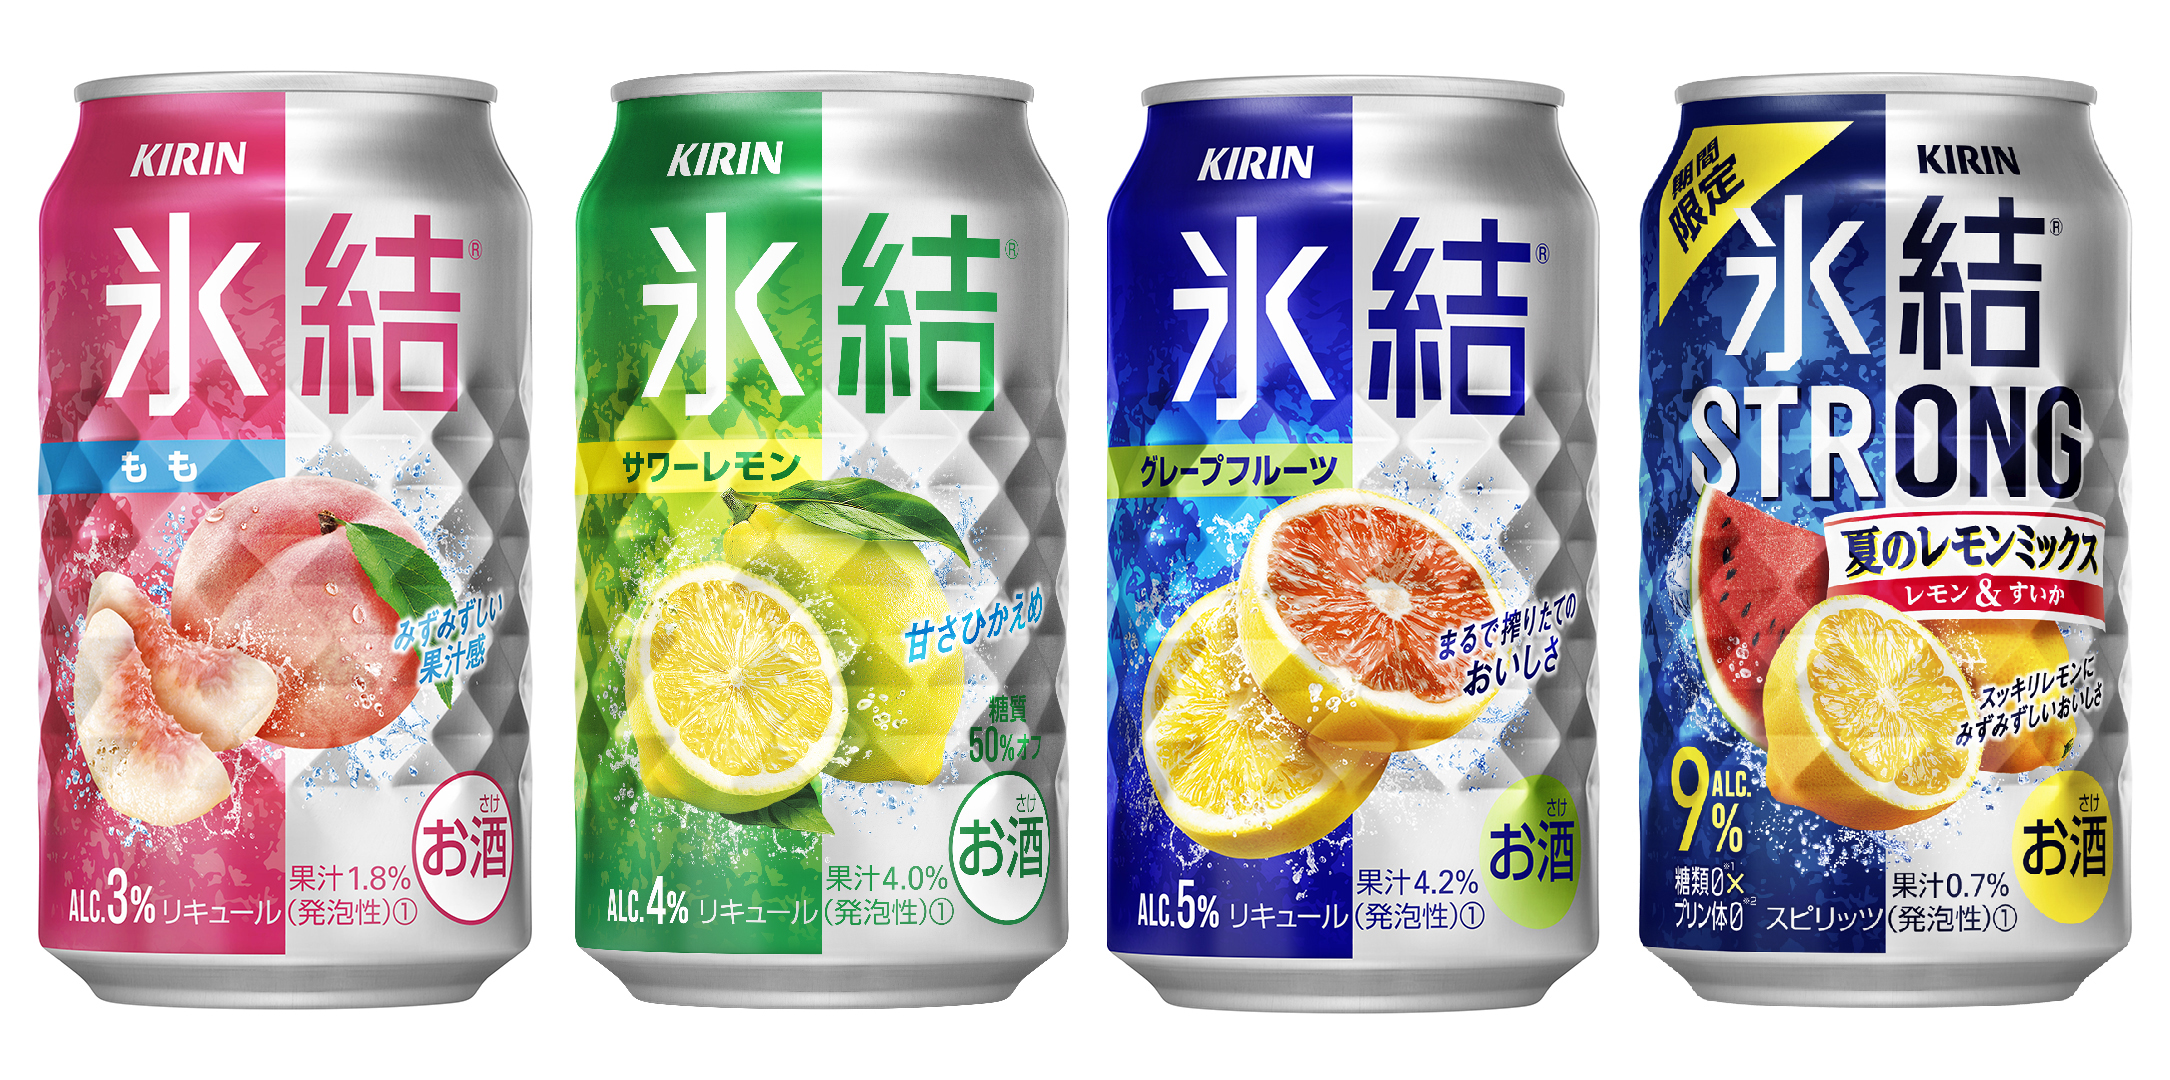 KIRIN
氷結®
もも
みずみずしい
果汁感
さけ
お酒
果汁1.8%
ALC.3% リキュール(発泡性)①
KIRIN
氷結®
サワーレモン
甘さひかえめ
糖質
50%オフ
さけ
お酒
果汁4.0%
ALC.4% リキュール(発泡性)①
KIRIN
氷結®
グレープフルーツ
まるで搾りたての
おいしさ
さけ
お酒
果汁4.2%
ALC.5% リキュール(発泡性)①
期間
限定
KIRIN
氷結®
STRONG
夏のレモンミックス
レモン&すいか
スッキリレモンに
みずみずしいおいしさ
9% ALC.
さけ
お酒
糖類0※1×
プリン体0※2
果汁0.7%
スピリッツ(発泡性)①